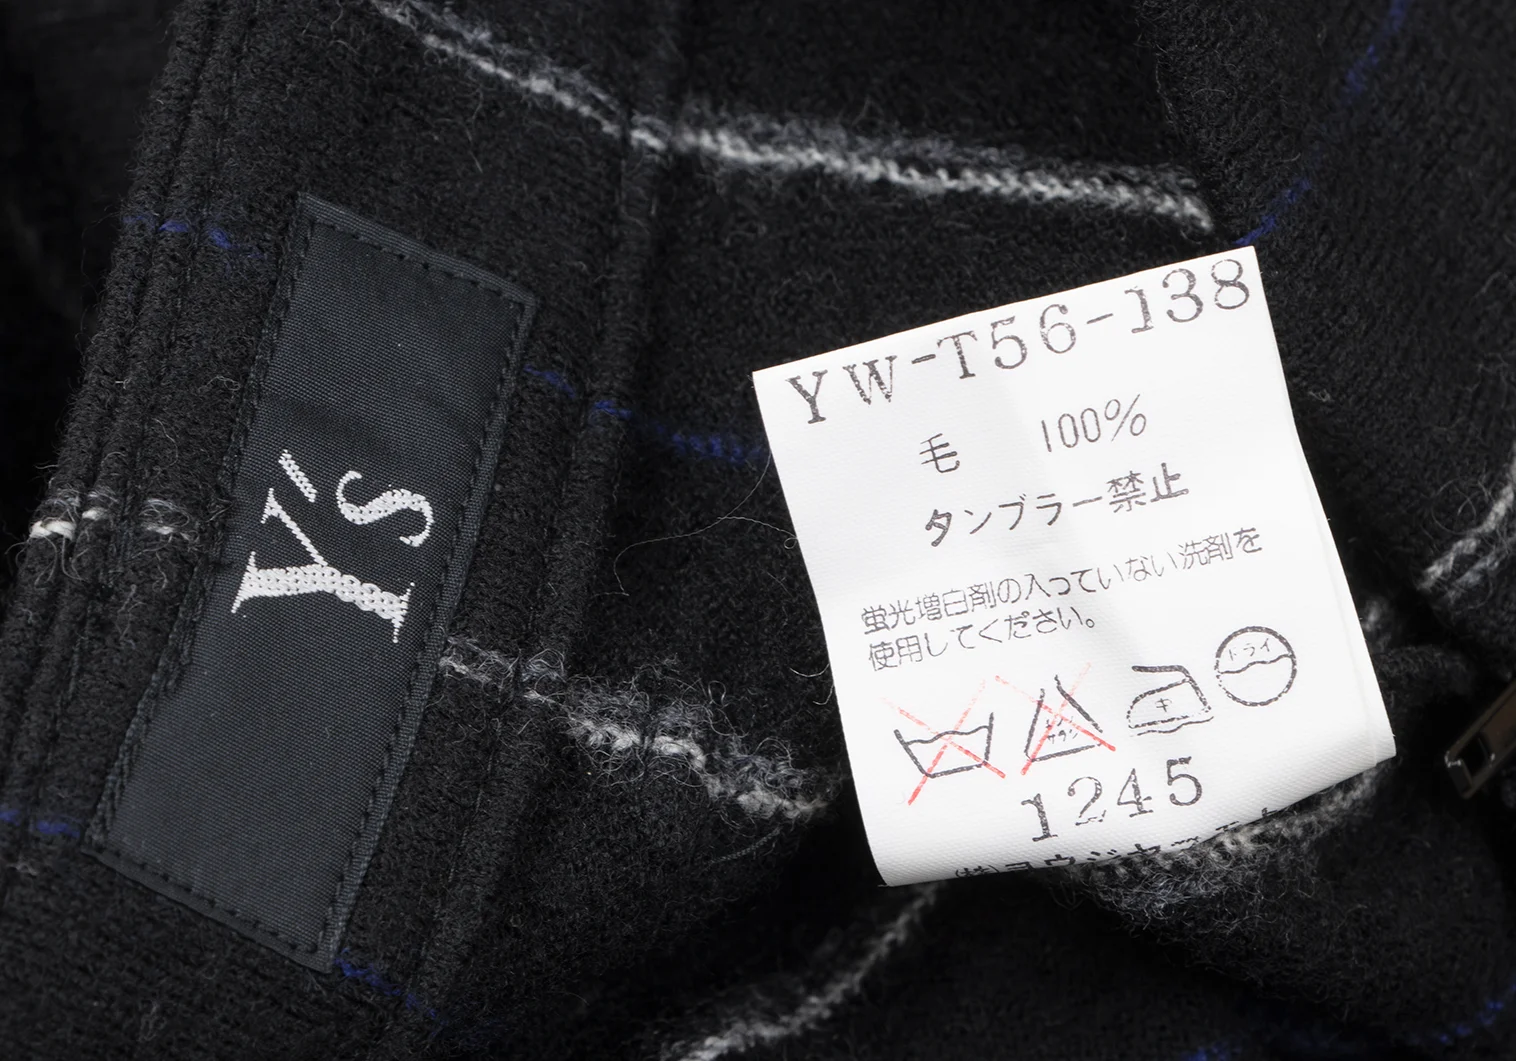 Y's
YW-T56-138
毛 100%
タンブラー禁止
蛍光増白剤の入っていない洗剤を
使用してください。
ドライ
1245